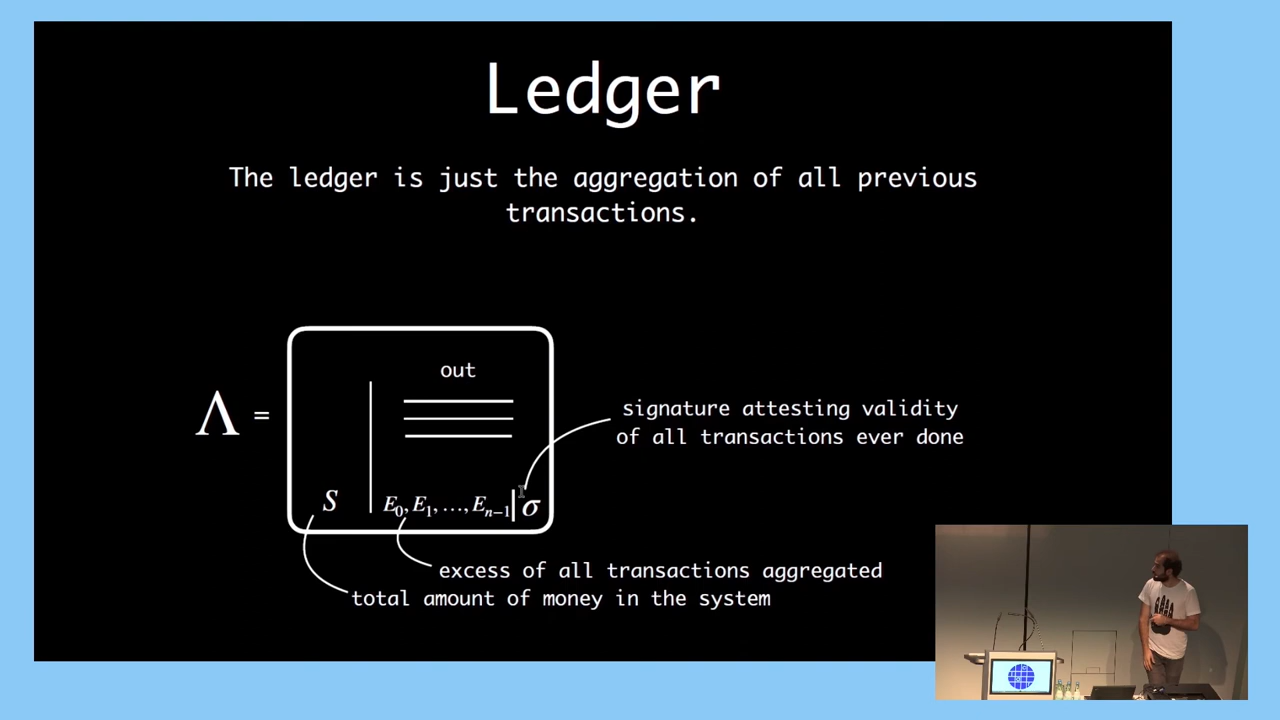 Ledger
The ledger is just the aggregation of all previous
transactions.
Λ =
out
S
E₀, E₁, …, Eₙ₋₁ | σ
signature attesting validity
of all transactions ever done
excess of all transactions aggregated
total amount of money in the system